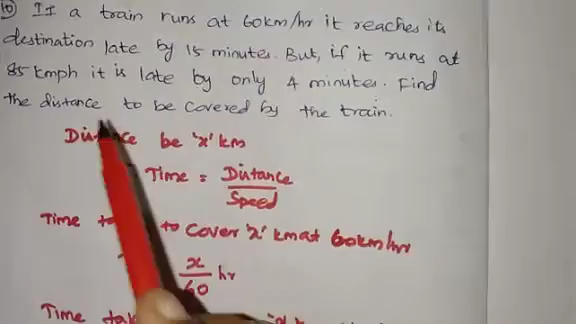 10) If a train runs at 60km/hr it reaches its
destination late by 15 minutes. But, if it runs at
85 kmph it is late by only 4 minutes. Find
the distance to be covered by the train.
Distance be 'x' km
Time = Distance
Speed
Time to cover 'x' km at 60km/hr
x
60 hr
Time